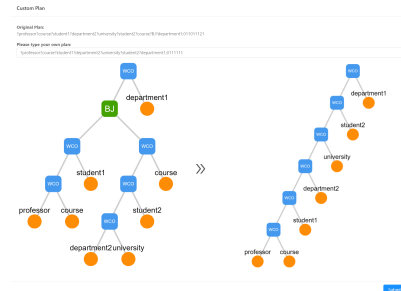 Custom Plan
Original Plan:
Please type your own plan:
WCO
department1
BJ
WCO
WCO
student1
course
WCO
WCO
professor
course
WCO
student2
department2
university
WCO
department1
WCO
student2
WCO
university
WCO
department2
WCO
student1
WCO
professor
course